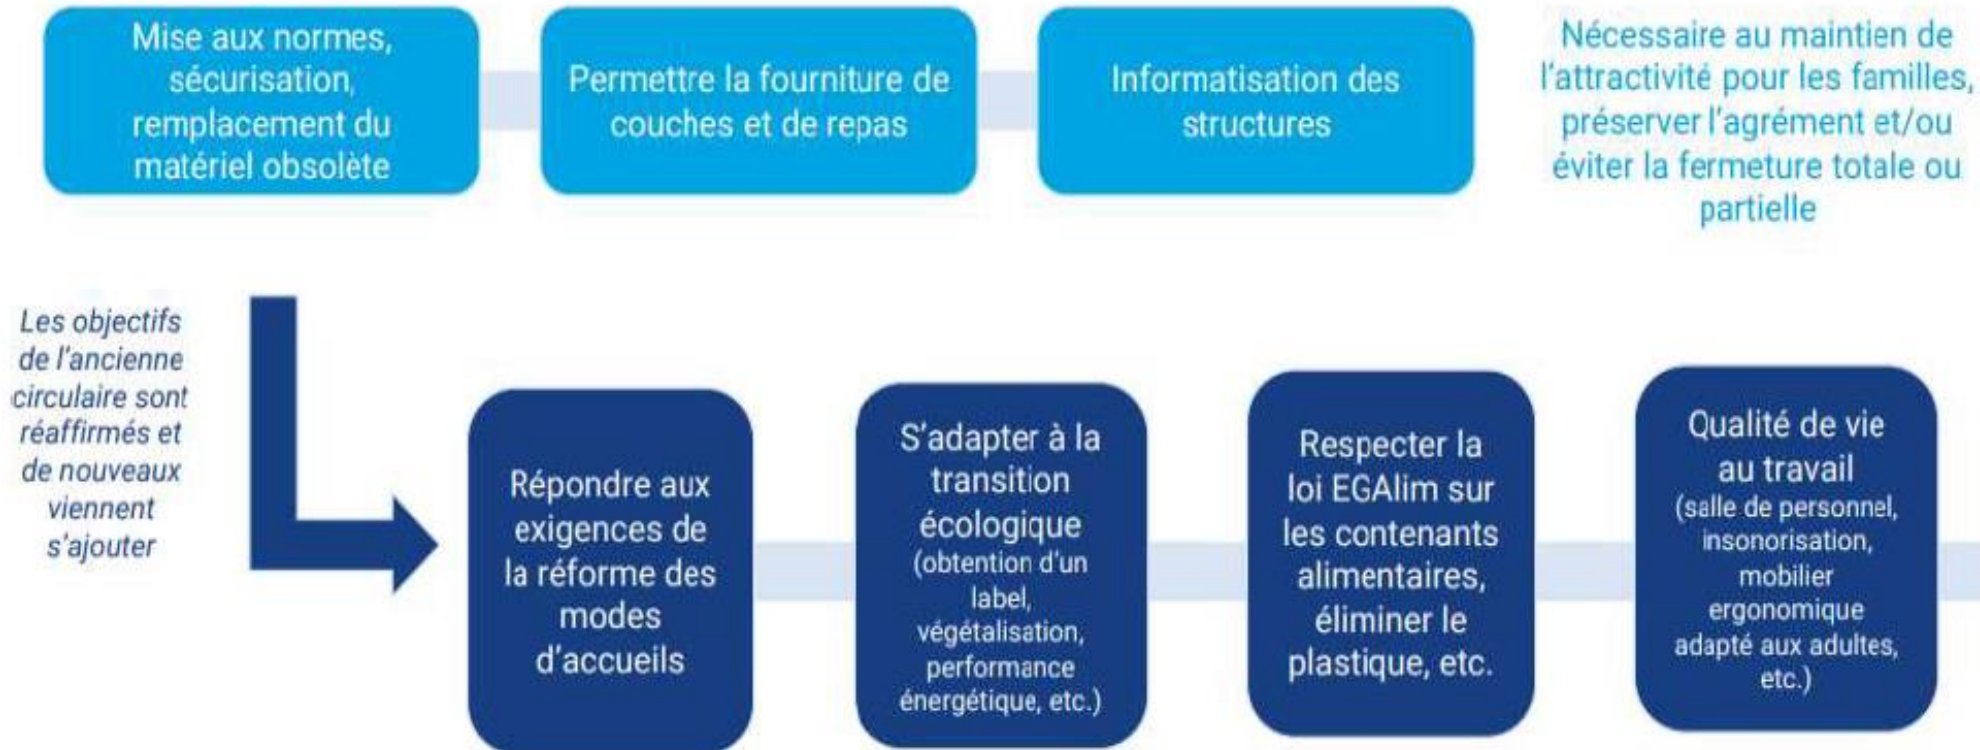 Mise aux normes,
sécurisation,
remplacement du
matériel obsolète
Permettre la fourniture de
couches et de repas
Informatisation des
structures
Nécessaire au maintien de
l'attractivité pour les familles,
préserver l'agrément et/ou
éviter la fermeture totale ou
partielle
Les objectifs
de l'ancienne
circulaire sont
réaffirmés et
de nouveaux
viennent
s'ajouter
Répondre aux
exigences de
la réforme des
modes
d'accueils
S'adapter à la
transition
écologique
(obtention d'un
label,
végétalisation,
performance
énergétique, etc.)
Respecter la
loi EGAlim sur
les contenants
alimentaires,
éliminer le
plastique, etc.
Qualité de vie
au travail
(salle de personnel,
insonorisation,
mobilier
ergonomique
adapté aux adultes,
etc.)